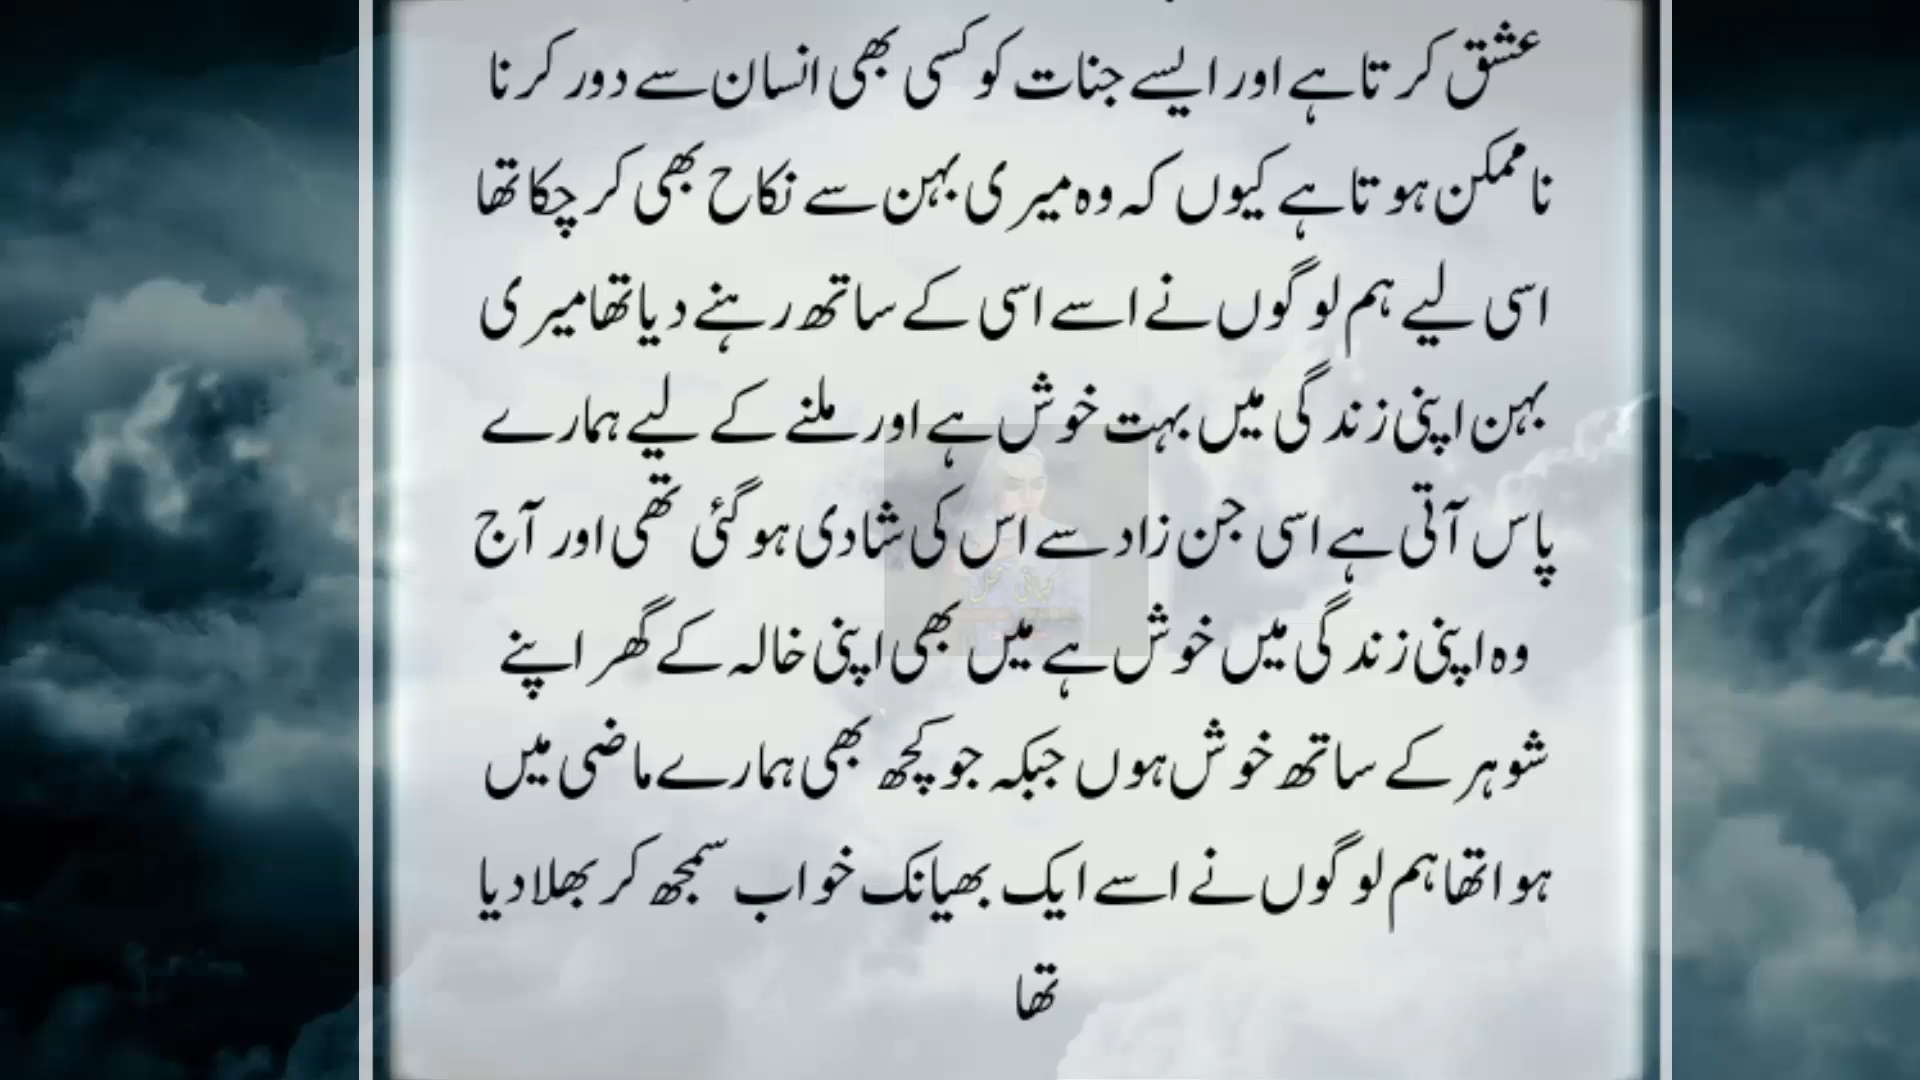 عشق کرتا ہے اور ایسے جنات کو کسی بھی انسان سے دور کرنا
ناممکن ہوتا ہے کیوں کہ وہ میری بہن سے نکاح بھی کر چکا تھا
اسی لیے ہم لوگوں نے اسے اسی کے ساتھ رہنے دیا تھا میری
بہن اپنی زندگی میں بہت خوش ہے اور ملنے کے لیے ہمارے
پاس آتی ہے اسی جن زاد سے اس کی شادی ہو گئی تھی اور آج
وہ اپنی زندگی میں خوش ہے میں بھی اپنی خالہ کے گھر اپنے
شوہر کے ساتھ خوش ہوں جبکہ جو کچھ بھی ہمارے ماضی میں
ہوا تھا ہم لوگوں نے اسے ایک بھیانک خواب سمجھ کر بھلا دیا
تھا